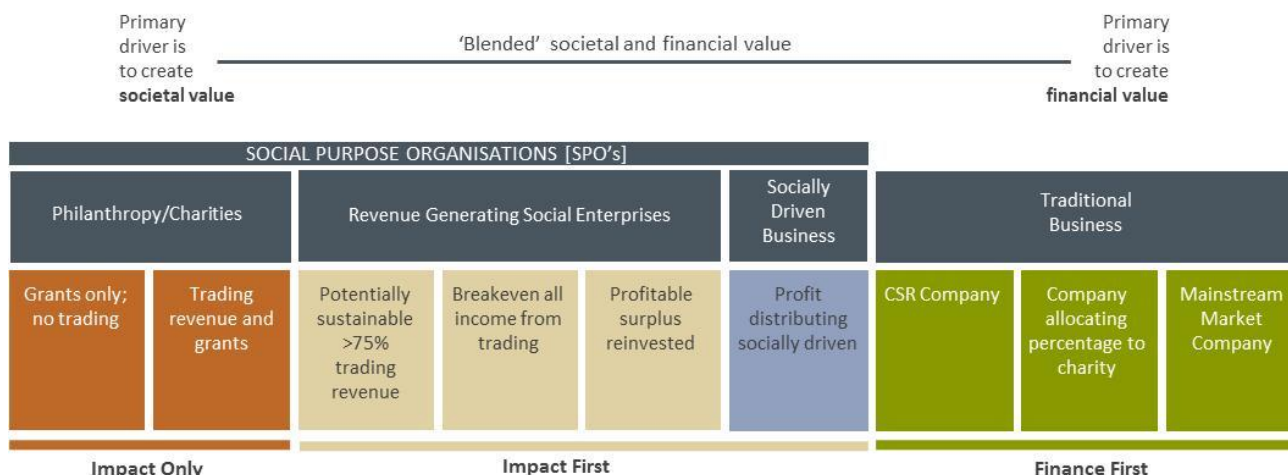 Primary
driver is
to create
societal value
‘Blended’ societal and financial value
Primary
driver is
to create
financial value
SOCIAL PURPOSE ORGANISATIONS [SPO's]
Philanthropy/Charities
Revenue Generating Social Enterprises
Socially
Driven
Business
Traditional
Business
Grants only;
no trading
Trading
revenue and
grants
Potentially
sustainable
>75%
trading
revenue
Breakeven all
income from
trading
Profitable
surplus
reinvested
Profit
distributing
socially driven
CSR Company
Company
allocating
percentage to
charity
Mainstream
Market
Company
Impact Only
Impact First
Finance First